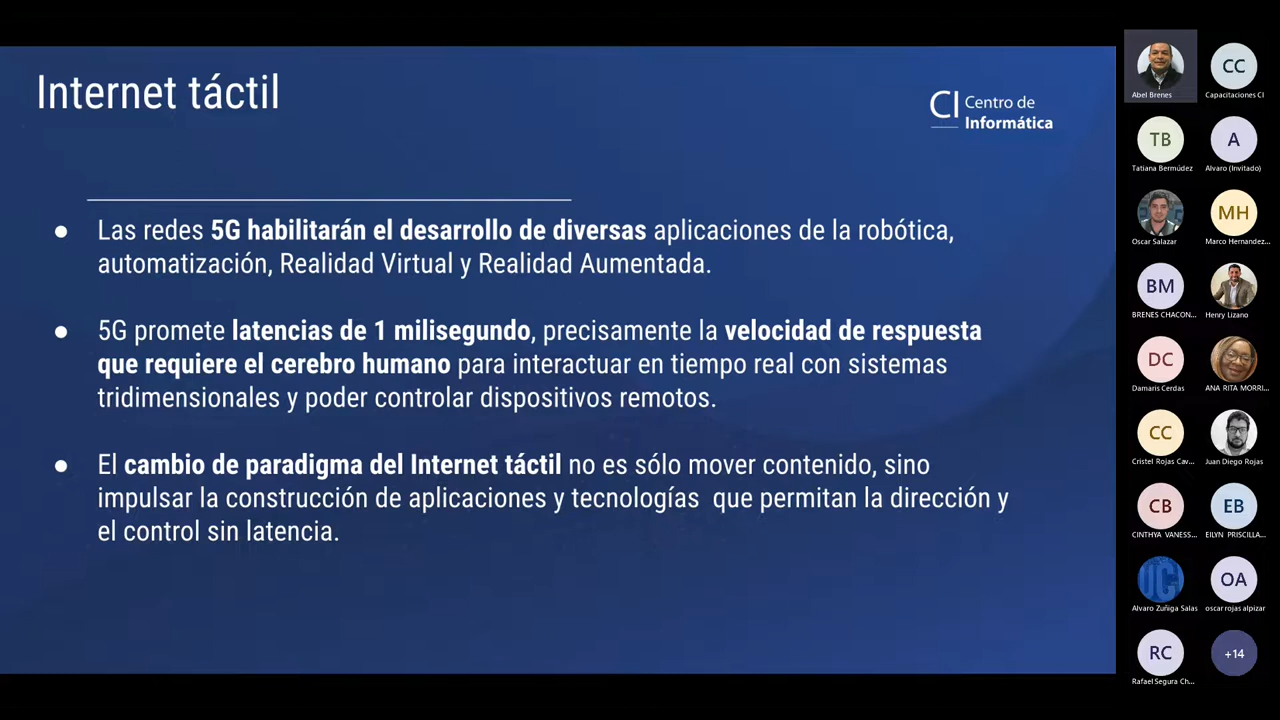 Internet táctil
CI Centro de
Informática
● Las redes 5G habilitarán el desarrollo de diversas aplicaciones de la robótica,
automatización, Realidad Virtual y Realidad Aumentada.
● 5G promete latencias de 1 milisegundo, precisamente la velocidad de respuesta
que requiere el cerebro humano para interactuar en tiempo real con sistemas
tridimensionales y poder controlar dispositivos remotos.
● El cambio de paradigma del Internet táctil no es sólo mover contenido, sino
impulsar la construcción de aplicaciones y tecnologías que permitan la dirección y
el control sin latencia.
Abel Brenes
CC
Capacitaciones CI
TB
Tatiana Bermúdez
A
Alvaro (Invitado)
Oscar Salazar
MH
Marco Hernandez...
BM
BRENES CHACON...
Henry Lizano
DC
Damaris Cerdas
ANA RITA MORRI...
CC
Cristel Rojas Cav...
Juan Diego Rojas
CB
CINTHYA VANESS...
EB
EILYN PRISCILLA...
Alvaro Zuñiga Salas
OA
oscar rojas alpizar
RC
Rafael Segura Ch...
+14